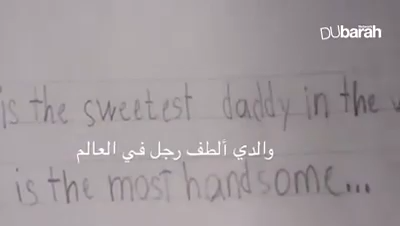 DUbarah
is the sweetest daddy in the
والدي ألطف رجل في العالم
is the most handsome...